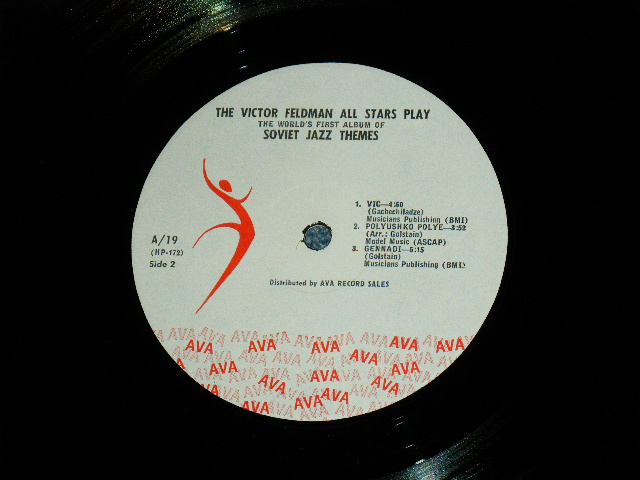 THE VICTOR FELDMAN ALL STARS PLAY
THE WORLD'S FIRST ALBUM OF
SOVIET JAZZ THEMES
1. VIC—4:50
(Gachechiladze)
Musicians Publishing (BMI)
2. POLYUSHKO POLYE—3:52
(Arr.: Golstain)
Model Music (ASCAP)
3. GENNADI—5:15
(Golstain)
Musicians Publishing (BMI)
A/19
(HP-172)
Side 2
Distributed by AVA RECORD SALES
AVA AVA AVA AVA AVA
AVA AVA
AVA AVA AVA
AVA AVA
AVA AVA